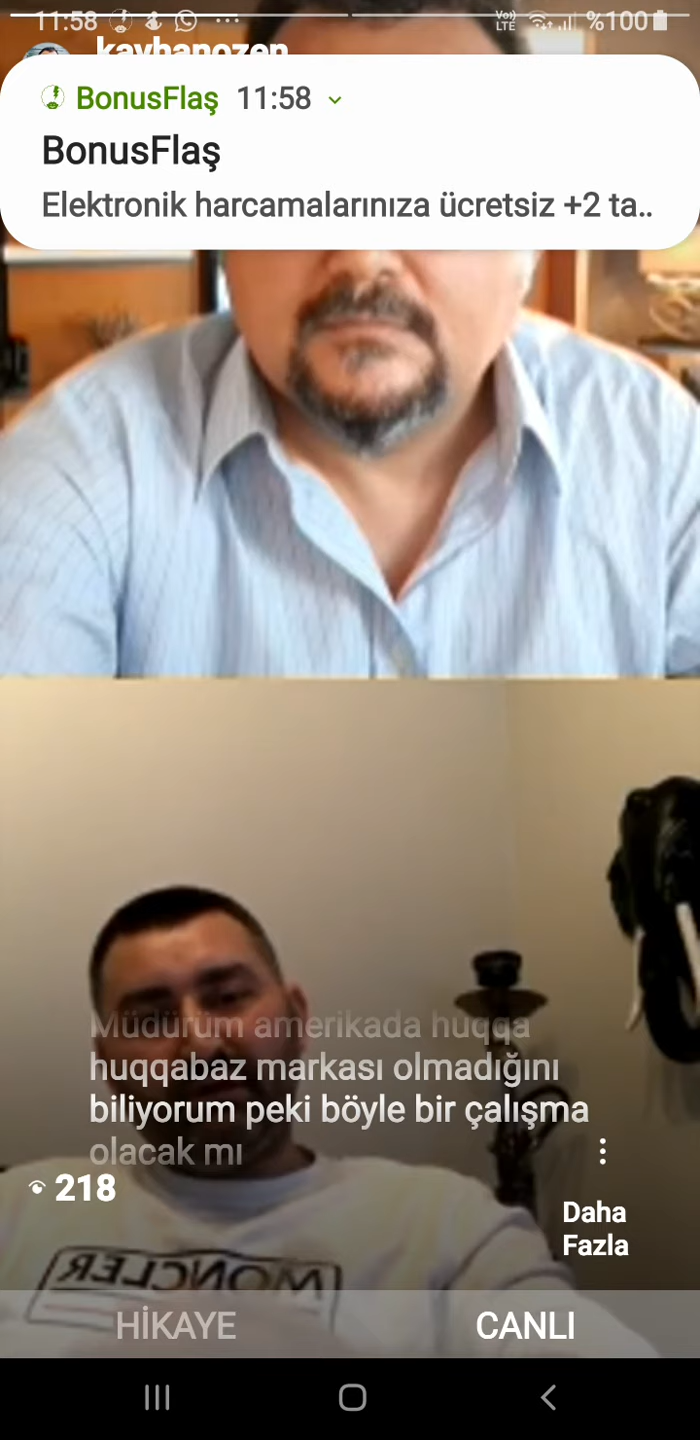 11:58
VoLTE %100
kayhanozen
BonusFlaş 11:58
BonusFlaş
Elektronik harcamalarınıza ücretsiz +2 ta..
Müdürüm amerikada huqqa
huqqabaz markası olmadığını
biliyorum peki böyle bir çalışma
olacak mı
218
Daha
Fazla
MONCLER
HİKAYE CANLI